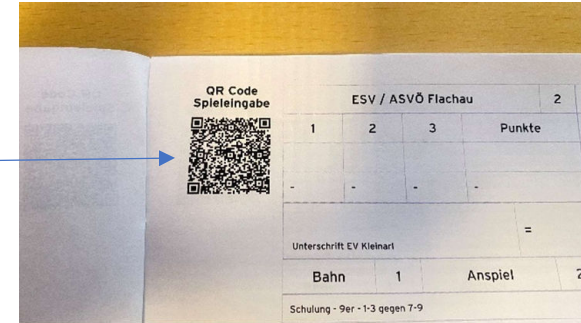 QR Code
Spieleingabe
ESV / ASVÖ Flachau 2
1 2 3 Punkte
- - - -
=
Unterschrift EV Kleinarl
Bahn 1 Anspiel 2
Schulung - 9er - 1-3 gegen 7-9